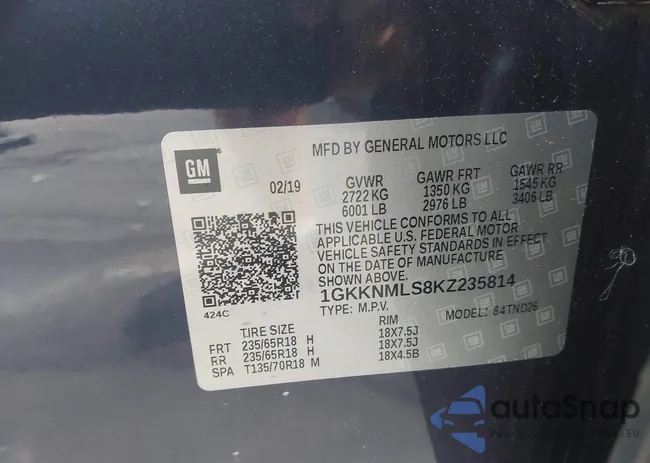 GM
MFD BY GENERAL MOTORS LLC
02/19 GVWR GAWR FRT GAWR RR
2722 KG 1350 KG 1545 KG
6001 LB 2976 LB 3406 LB
THIS VEHICLE CONFORMS TO ALL
APPLICABLE U.S. FEDERAL MOTOR
VEHICLE SAFETY STANDARDS IN EFFECT
ON THE DATE OF MANUFACTURE
SHOWN ABOVE.
1GKKNMLS8KZ235814
424C TYPE: M.P.V. MODEL: 84TND26
TIRE SIZE RIM
FRT 235/65R18 H 18X7.5J
RR 235/65R18 H 18X7.5J
SPA T135/70R18 M 18X4.5B
autoSnap